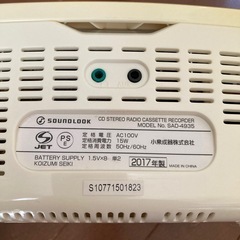 SOUNDLOOK
CD STEREO RADIO CASSETTE RECORDER
MODEL No. SAD-4935
JET
PS
E
定格電圧 AC100V
定格消費電力 15W
定格周波数 50Hz/60Hz
小泉成器株式会社
BATTERY SUPPLY 1.5V×8 単2
KOIZUMI SEIKI
2017年製
MADE IN CHINA
S10771501823